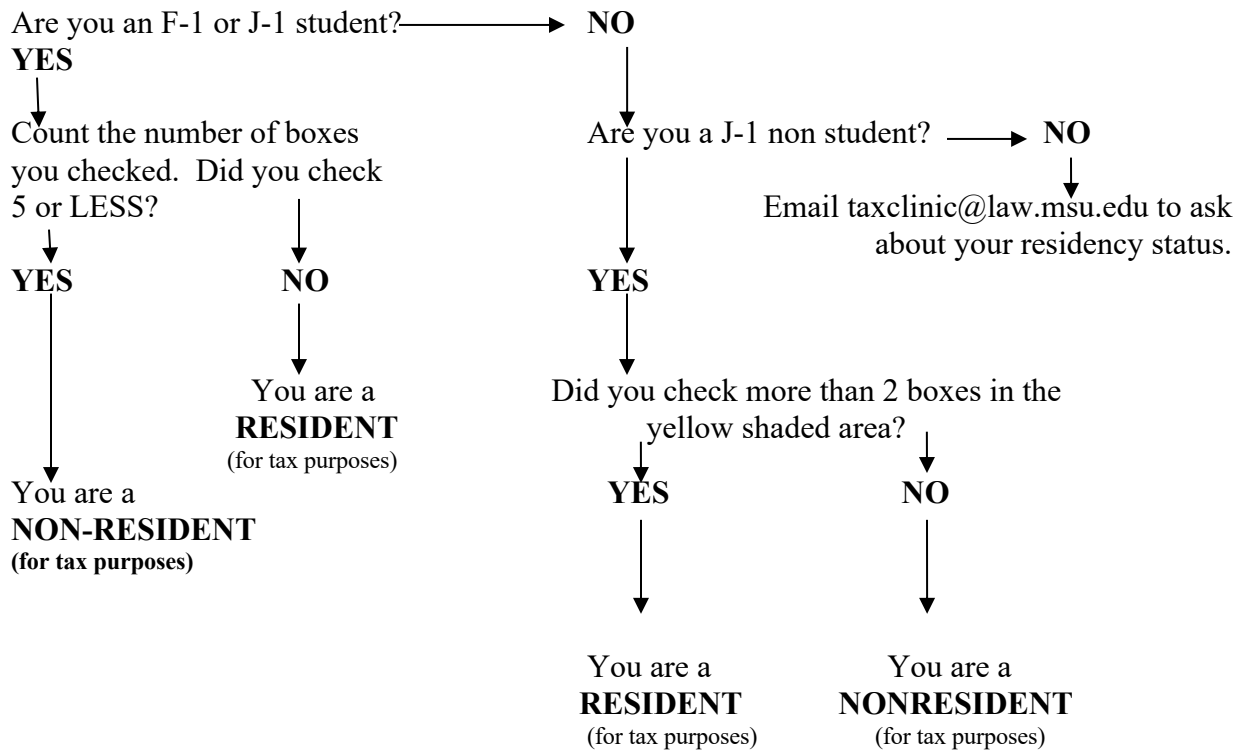 Are you an F-1 or J-1 student?
NO
YES
Count the number of boxes
you checked. Did you check
5 or LESS?
Are you a J-1 non student?
NO
Email taxclinic@law.msu.edu to ask
about your residency status.
YES
NO
YES
You are a
RESIDENT
(for tax purposes)
Did you check more than 2 boxes in the
yellow shaded area?
You are a
NON-RESIDENT
(for tax purposes)
YES
NO
You are a
RESIDENT
(for tax purposes)
You are a
NONRESIDENT
(for tax purposes)